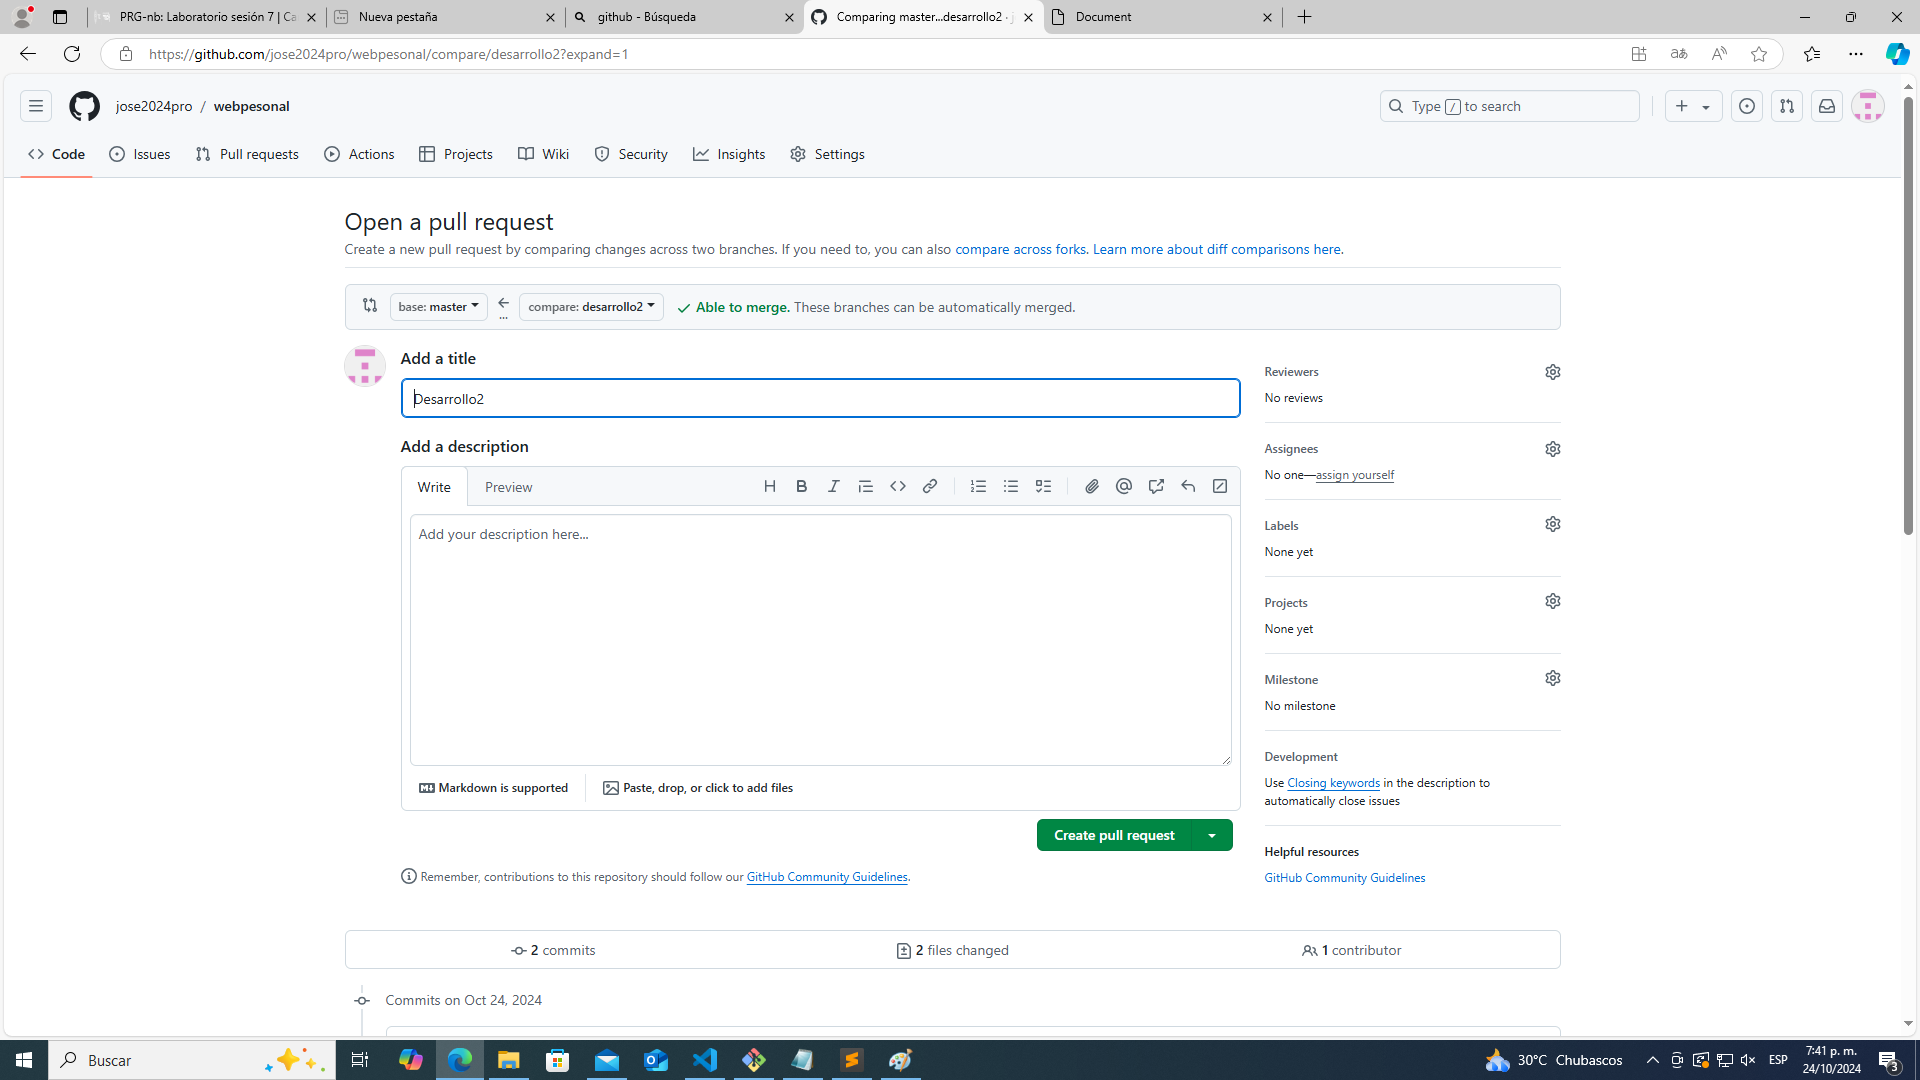 PRG-nb: Laboratorio sesión 7 | Ca
Nueva pestaña
github - Búsqueda
Comparing master...desarrollo2 · j
Document
https://github.com/jose2024pro/webpesonal/compare/desarrollo2?expand=1
jose2024pro / webpesonal
Type / to search
Code Issues Pull requests Actions Projects Wiki Security Insights Settings
Open a pull request
Create a new pull request by comparing changes across two branches. If you need to, you can also compare across forks. Learn more about diff comparisons here.
base: master
...
compare: desarrollo2
Able to merge. These branches can be automatically merged.
Add a title
Desarrollo2
Add a description
Write Preview
Add your description here...
Markdown is supported
Paste, drop, or click to add files
Create pull request
Remember, contributions to this repository should follow our GitHub Community Guidelines.
Reviewers
No reviews
Assignees
No one—assign yourself
Labels
None yet
Projects
None yet
Milestone
No milestone
Development
Use Closing keywords in the description to
automatically close issues
Helpful resources
GitHub Community Guidelines
2 commits
2 files changed
1 contributor
Commits on Oct 24, 2024
Buscar
30°C Chubascos
ESP
7:41 p. m.
24/10/2024
3